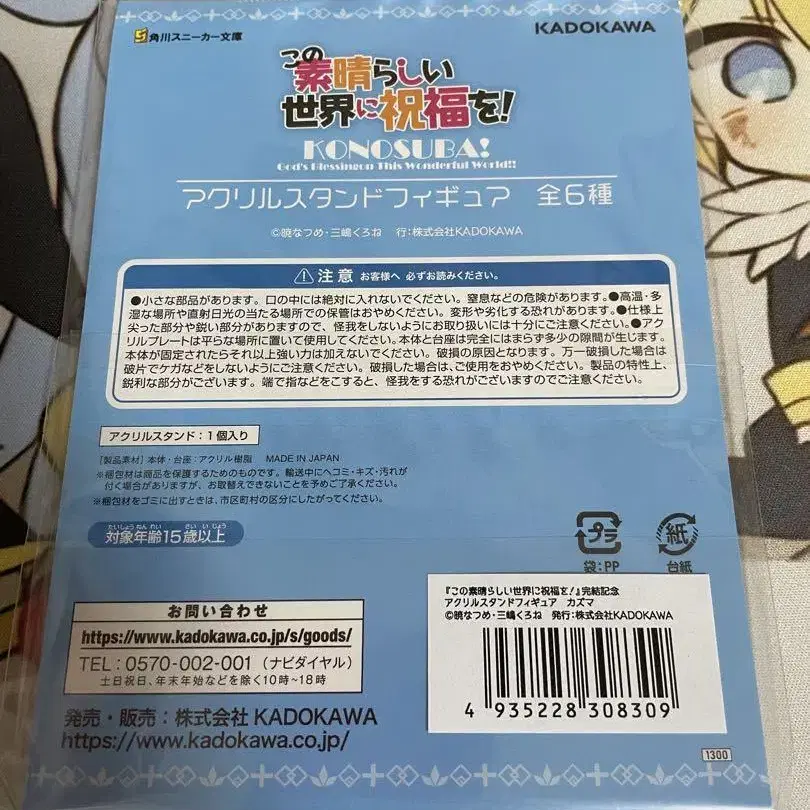 角川スニーカー文庫
KADOKAWA
この
素晴らしい
世界に祝福を!
KONOSUBA!
God's Blessing on This Wonderful World!!
アクリルスタンドフィギュア 全6種
©暁なつめ・三嶋くろね 行:株式会社KADOKAWA
注意 お客様へ 必ずお読みください。
●小さな部品があります。口の中には絶対に入れないでください。窒息などの危険があります。●高温・多
湿な場所や直射日光の当たる場所での保管はおやめください。変形や劣化する恐れがあります。●仕様上
尖った部分や鋭い部分がありますので、怪我をしないようにお取り扱いには十分にご注意ください。●アク
リルプレートは平らな場所に置いて使用してください。本体と台座は完全にはまらず多少の隙間が生じます。
本体が固定されたらそれ以上強い力は加えないでください。破損の原因となります。万一破損した場合は
破片でケガなどをしないようにご注意ください。破損した場合は、ご使用をおやめください。製品の特性上、
鋭利な部分がございます。端で指などをこすると、怪我をする恐れがございますのでご注意ください。
アクリルスタンド:1個入り
【製品素材】本体・台座:アクリル樹脂 MADE IN JAPAN
※梱包材は商品を保護するためのものです。輸送中にヘコミ・キズ・汚れが
付く場合がありますが、お取替えできないことを予めご了承ください。
※梱包材をゴミに出すときは、市区町村の区分にしたがってください。
たいしょうねんれい さいいじょう
対象年齢15歳以上
プラ
紙
袋:PP
台紙
お問い合わせ
https://www.kadokawa.co.jp/s/goods/
TEL:0570-002-001(ナビダイヤル)
土日祝日、年末年始などを除く10時~18時
発売・販売:株式会社 KADOKAWA
https://www.kadokawa.co.jp/
『この素晴らしい世界に祝福を!』完結記念
アクリルスタンドフィギュア カズマ
©暁なつめ・三嶋くろね 発行:株式会社KADOKAWA
4 935228 308309
1300